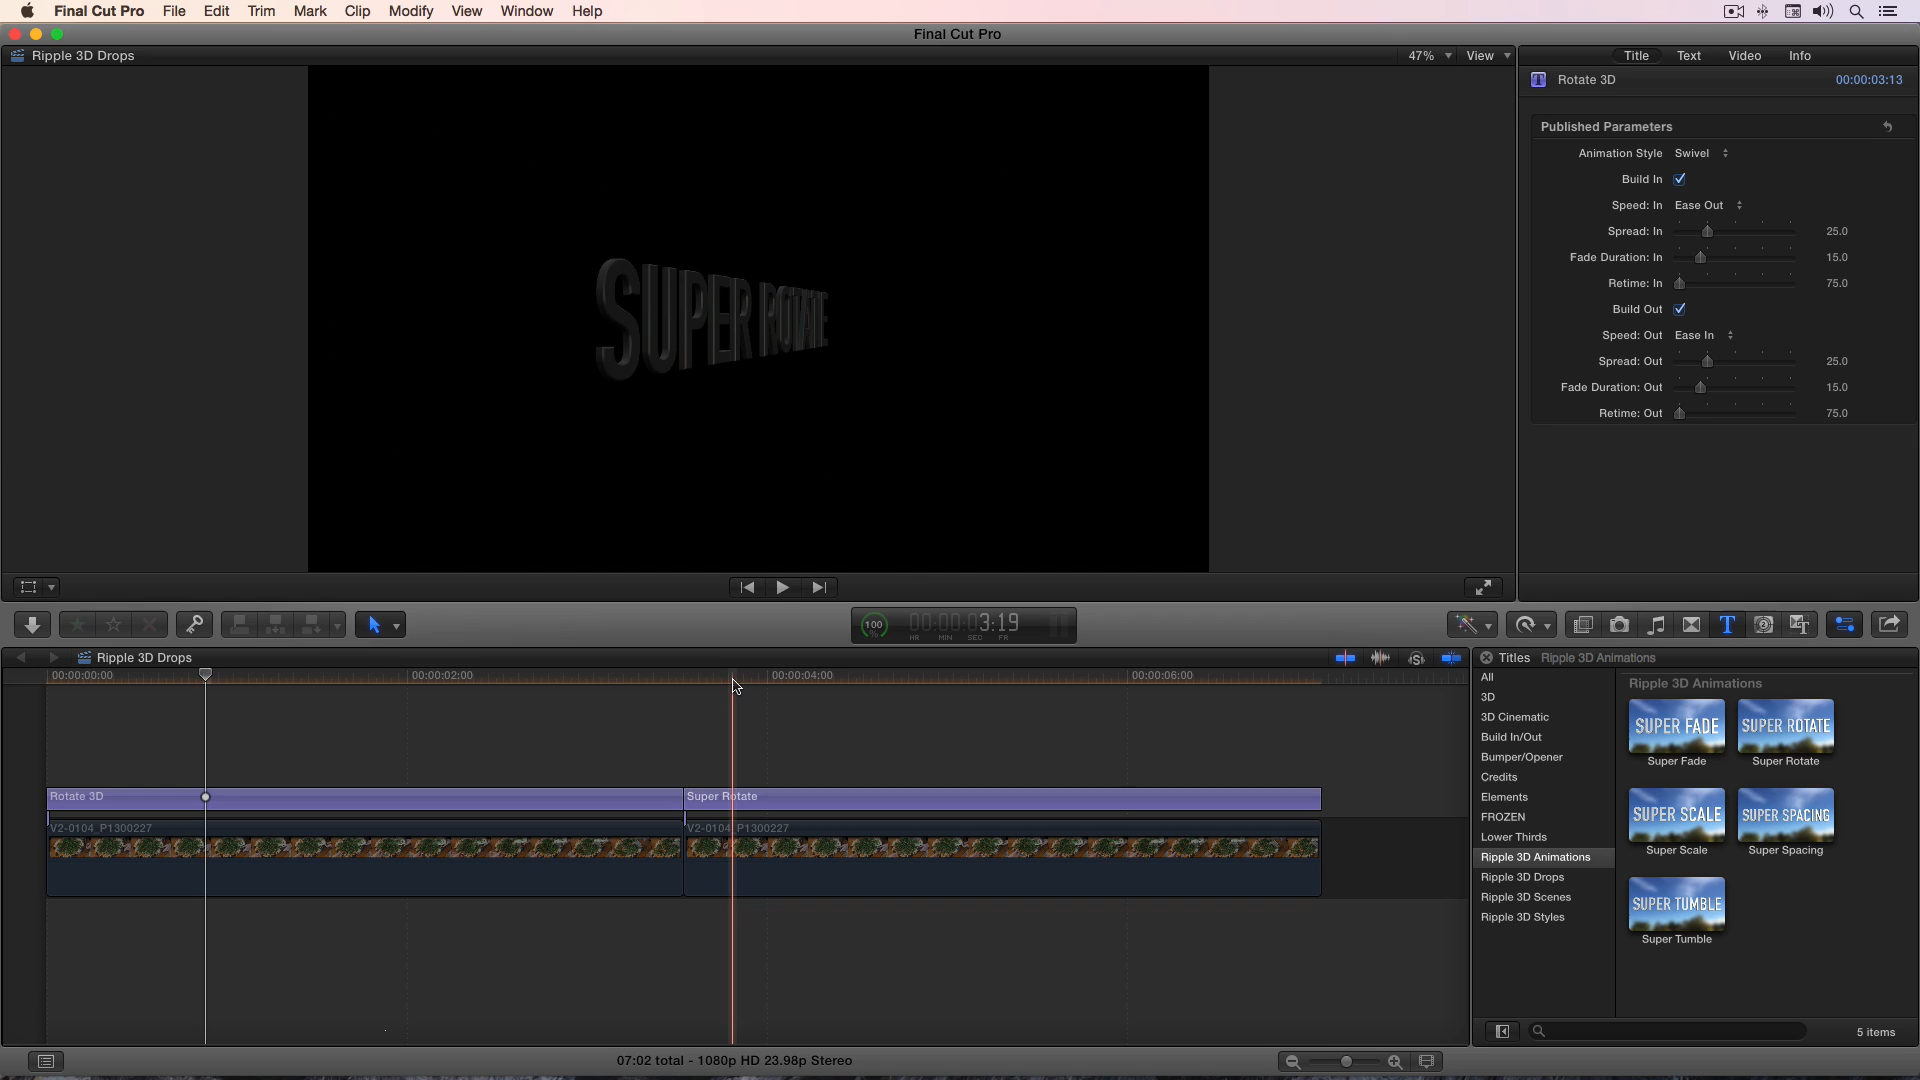 Final Cut Pro File Edit Trim Mark Clip Modify View Window Help
Final Cut Pro
Ripple 3D Drops 47% View Title Text Video Info
Rotate 3D 00:00:03:13
Published Parameters
Animation Style Swivel
Build In
Speed: In Ease Out
Spread: In 25.0
Fade Duration: In 15.0
Retime: In 75.0
Build Out
Speed: Out Ease In
Spread: Out 25.0
Fade Duration: Out 15.0
Retime: Out 75.0
SUPER ROTATE
100 % 00:00:03:19
HR MIN SEC FR
Ripple 3D Drops
00:00:00:00 00:00:02:00 00:00:04:00 00:00:06:00
Rotate 3D Super Rotate
V2-0104_P1300227 V2-0104_P1300227
Titles Ripple 3D Animations
All
3D
3D Cinematic
Build In/Out
Bumper/Opener
Credits
Elements
FROZEN
Lower Thirds
Ripple 3D Animations
Ripple 3D Drops
Ripple 3D Scenes
Ripple 3D Styles
Ripple 3D Animations
SUPER FADE SUPER ROTATE
Super Fade Super Rotate
SUPER SCALE SUPER SPACING
Super Scale Super Spacing
SUPER TUMBLE
Super Tumble
5 items
07:02 total - 1080p HD 23.98p Stereo